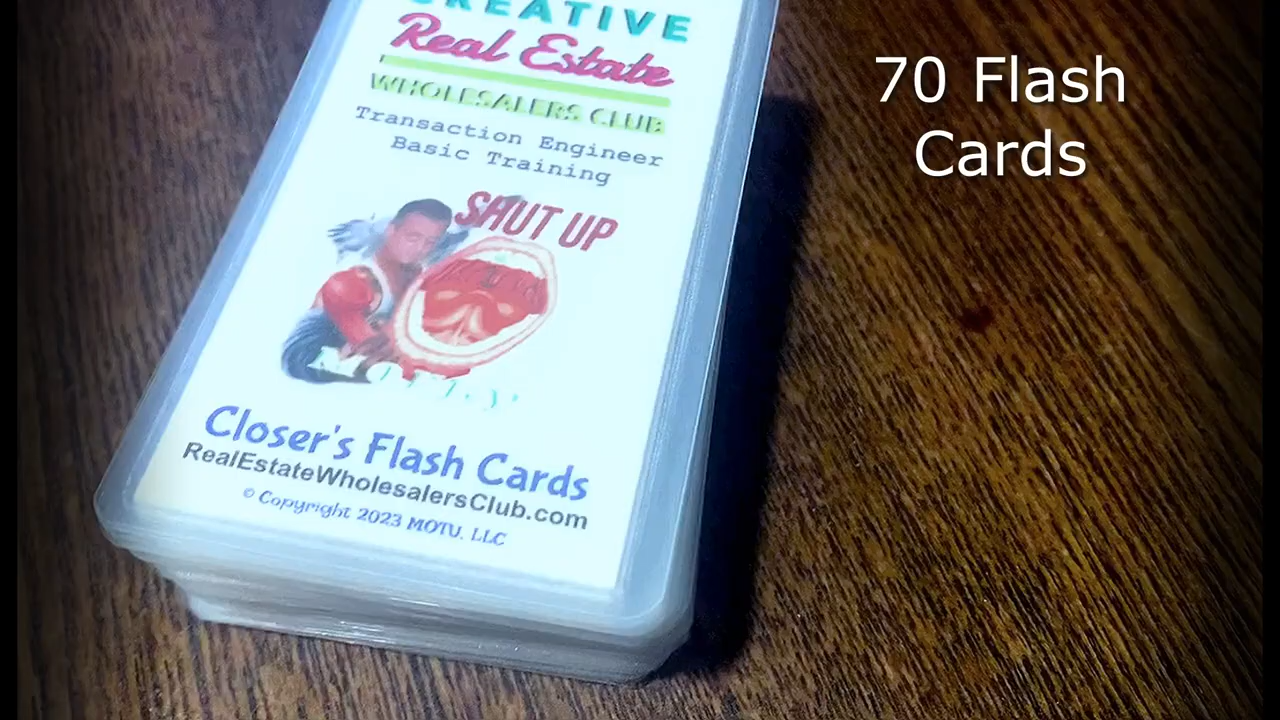 CREATIVE
Real Estate
WHOLESALERS CLUB
Transaction Engineer
Basic Training
SHUT UP
Closer's Flash Cards
RealEstateWholesalersClub.com
© Copyright 2023 MOTU, LLC
70 Flash
Cards